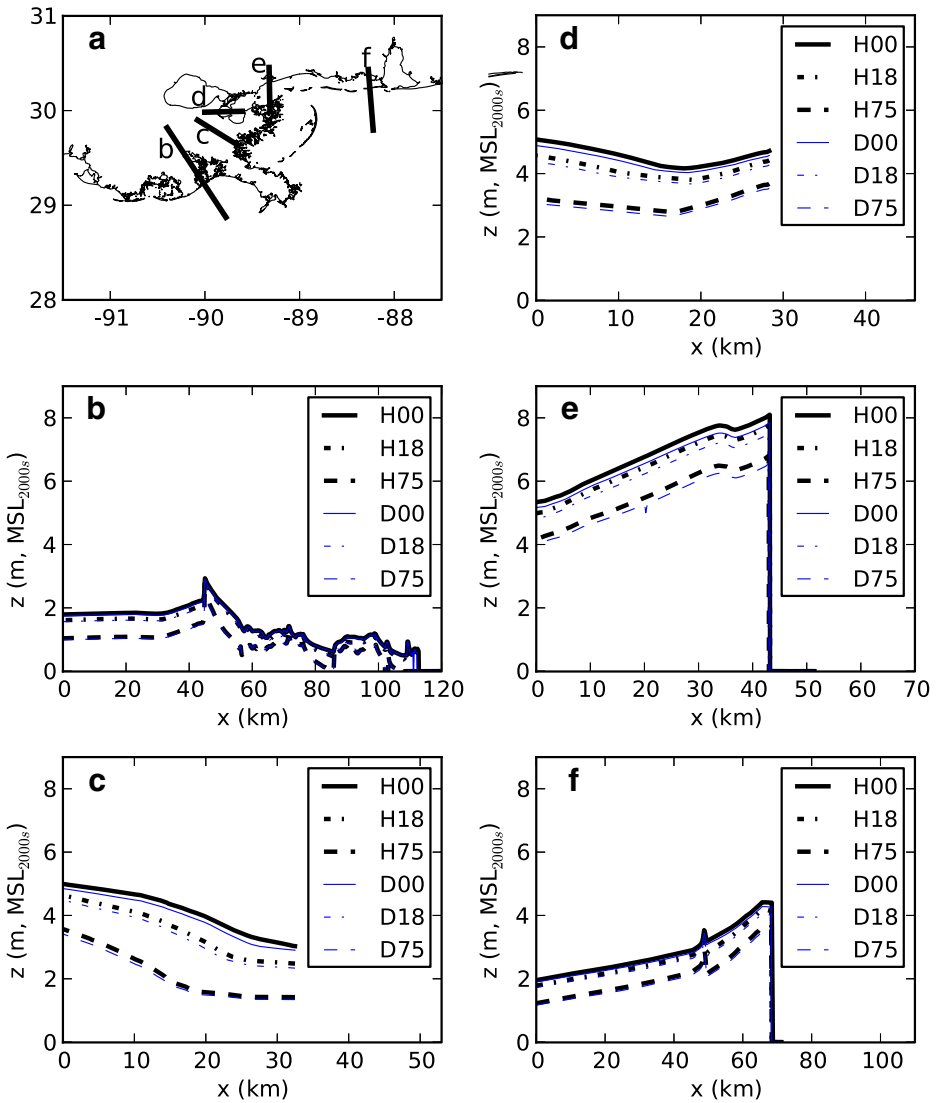 a
31
30
29
28
-91
-90
-89
-88
b
c
d
e
f
d
z (m, MSL2000s)
8
6
4
2
0
0
10
20
30
40
x (km)
H00
H18
H75
D00
D18
D75
b
z (m, MSL2000s)
8
6
4
2
0
0
20
40
60
80
100
120
x (km)
H00
H18
H75
D00
D18
D75
e
z (m, MSL2000s)
8
6
4
2
0
0
10
20
30
40
50
60
70
x (km)
H00
H18
H75
D00
D18
D75
c
z (m, MSL2000s)
8
6
4
2
0
0
10
20
30
40
50
x (km)
H00
H18
H75
D00
D18
D75
f
z (m, MSL2000s)
8
6
4
2
0
0
20
40
60
80
100
x (km)
H00
H18
H75
D00
D18
D75